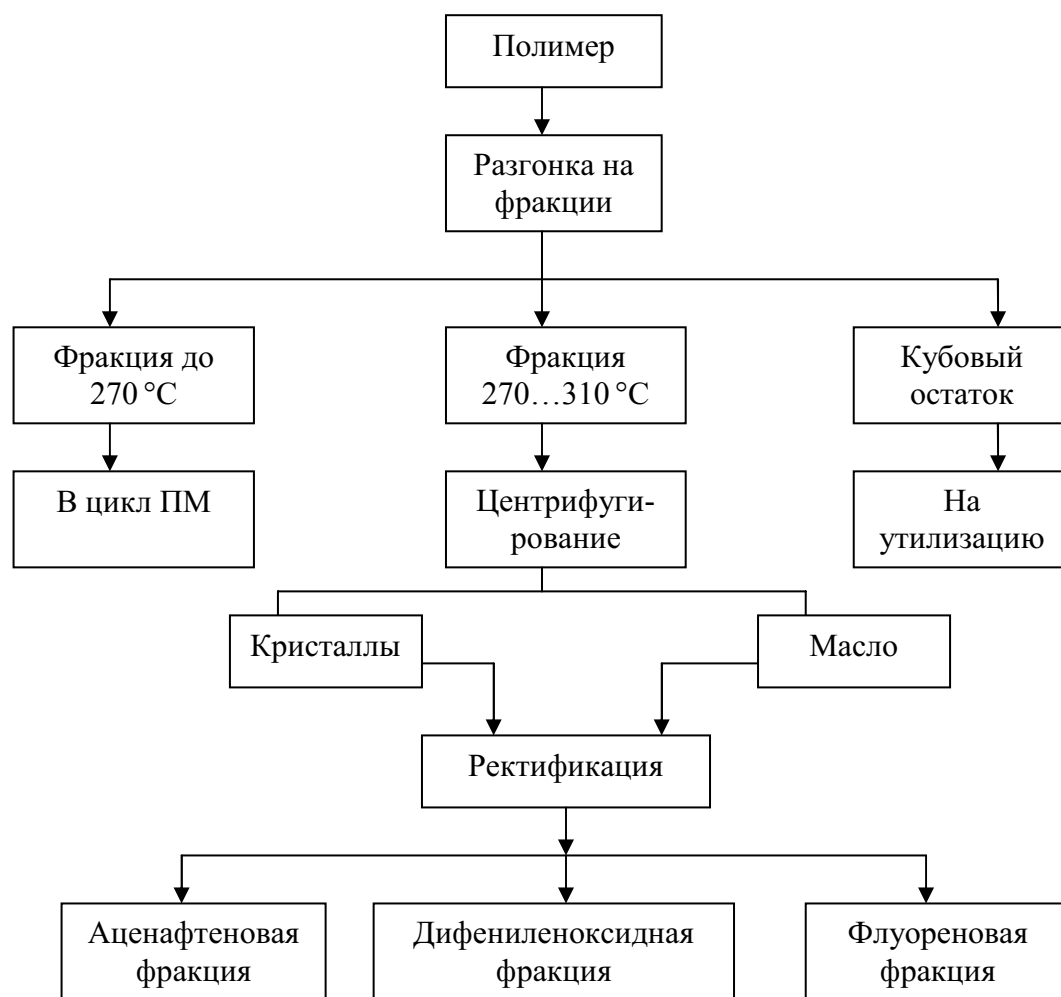 Полимер
Разгонка на
фракции
Фракция до
270 °С
Фракция
270…310 °С
Кубовый
остаток
В цикл ПМ
Центрифуги-
рование
На
утилизацию
Кристаллы
Масло
Ректификация
Аценафтеновая
фракция
Дифениленоксидная
фракция
Флуореновая
фракция